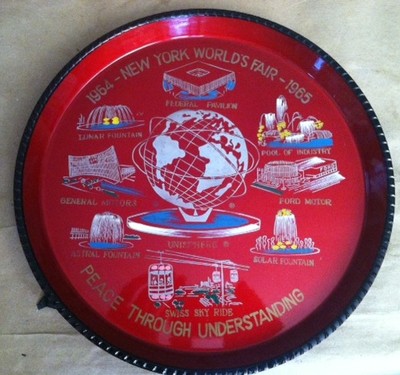 1964 - NEW YORK WORLD'S FAIR - 1965
FEDERAL PAVILION
LUNAR FOUNTAIN
POOL OF INDUSTRY
GENERAL MOTORS
FORD MOTOR
UNISPHERE ®
ASTRAL FOUNTAIN
SOLAR FOUNTAIN
SWISS SKY RIDE
PEACE THROUGH UNDERSTANDING